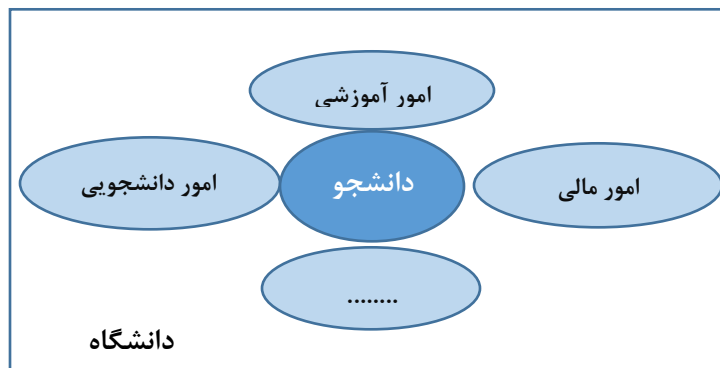 امور آموزشی
امور مالی
دانشجو
امور دانشجویی
........
دانشگاه